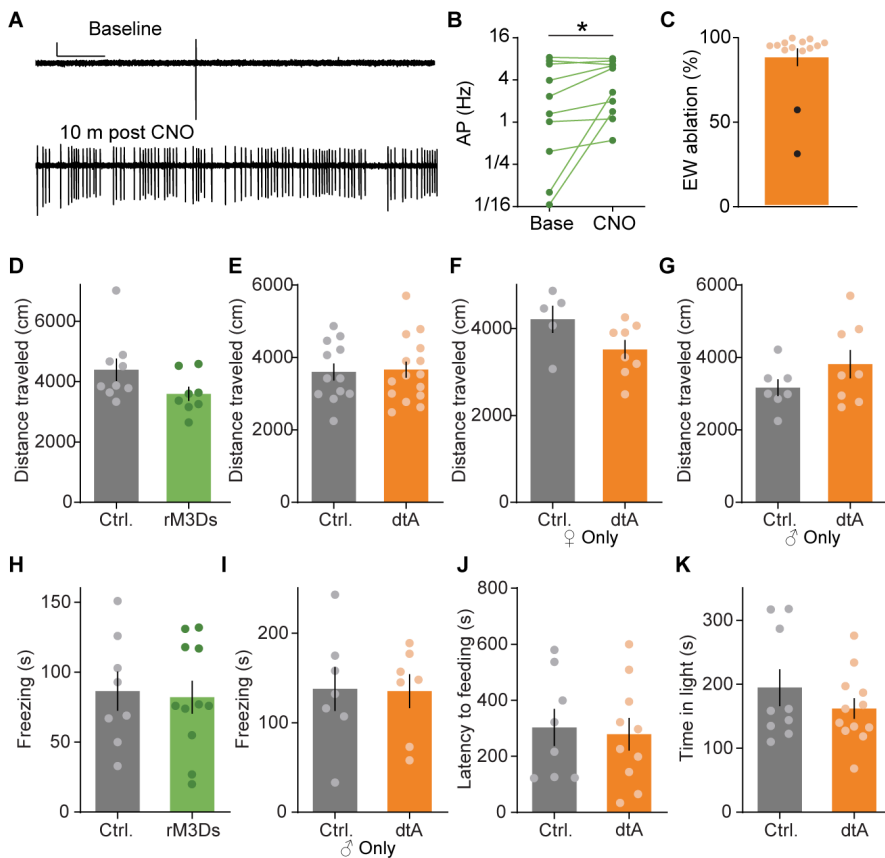 A
Baseline
10 m post CNO
B
*
AP (Hz)
16
4
1
1/4
1/16
Base CNO
C
EW ablation (%)
100
50
0
D
Distance traveled (cm)
6000
4000
2000
0
Ctrl. rM3Ds
E
Distance traveled (cm)
6000
4000
2000
0
Ctrl. dtA
F
Distance traveled (cm)
4000
2000
0
Ctrl. dtA
♀ Only
G
Distance traveled (cm)
6000
4000
2000
0
Ctrl. dtA
♂ Only
H
Freezing (s)
150
100
50
0
Ctrl. rM3Ds
I
Freezing (s)
200
100
0
Ctrl. dtA
♂ Only
J
Latency to feeding (s)
800
600
400
200
0
Ctrl. dtA
K
Time in light (s)
300
200
100
0
Ctrl. dtA